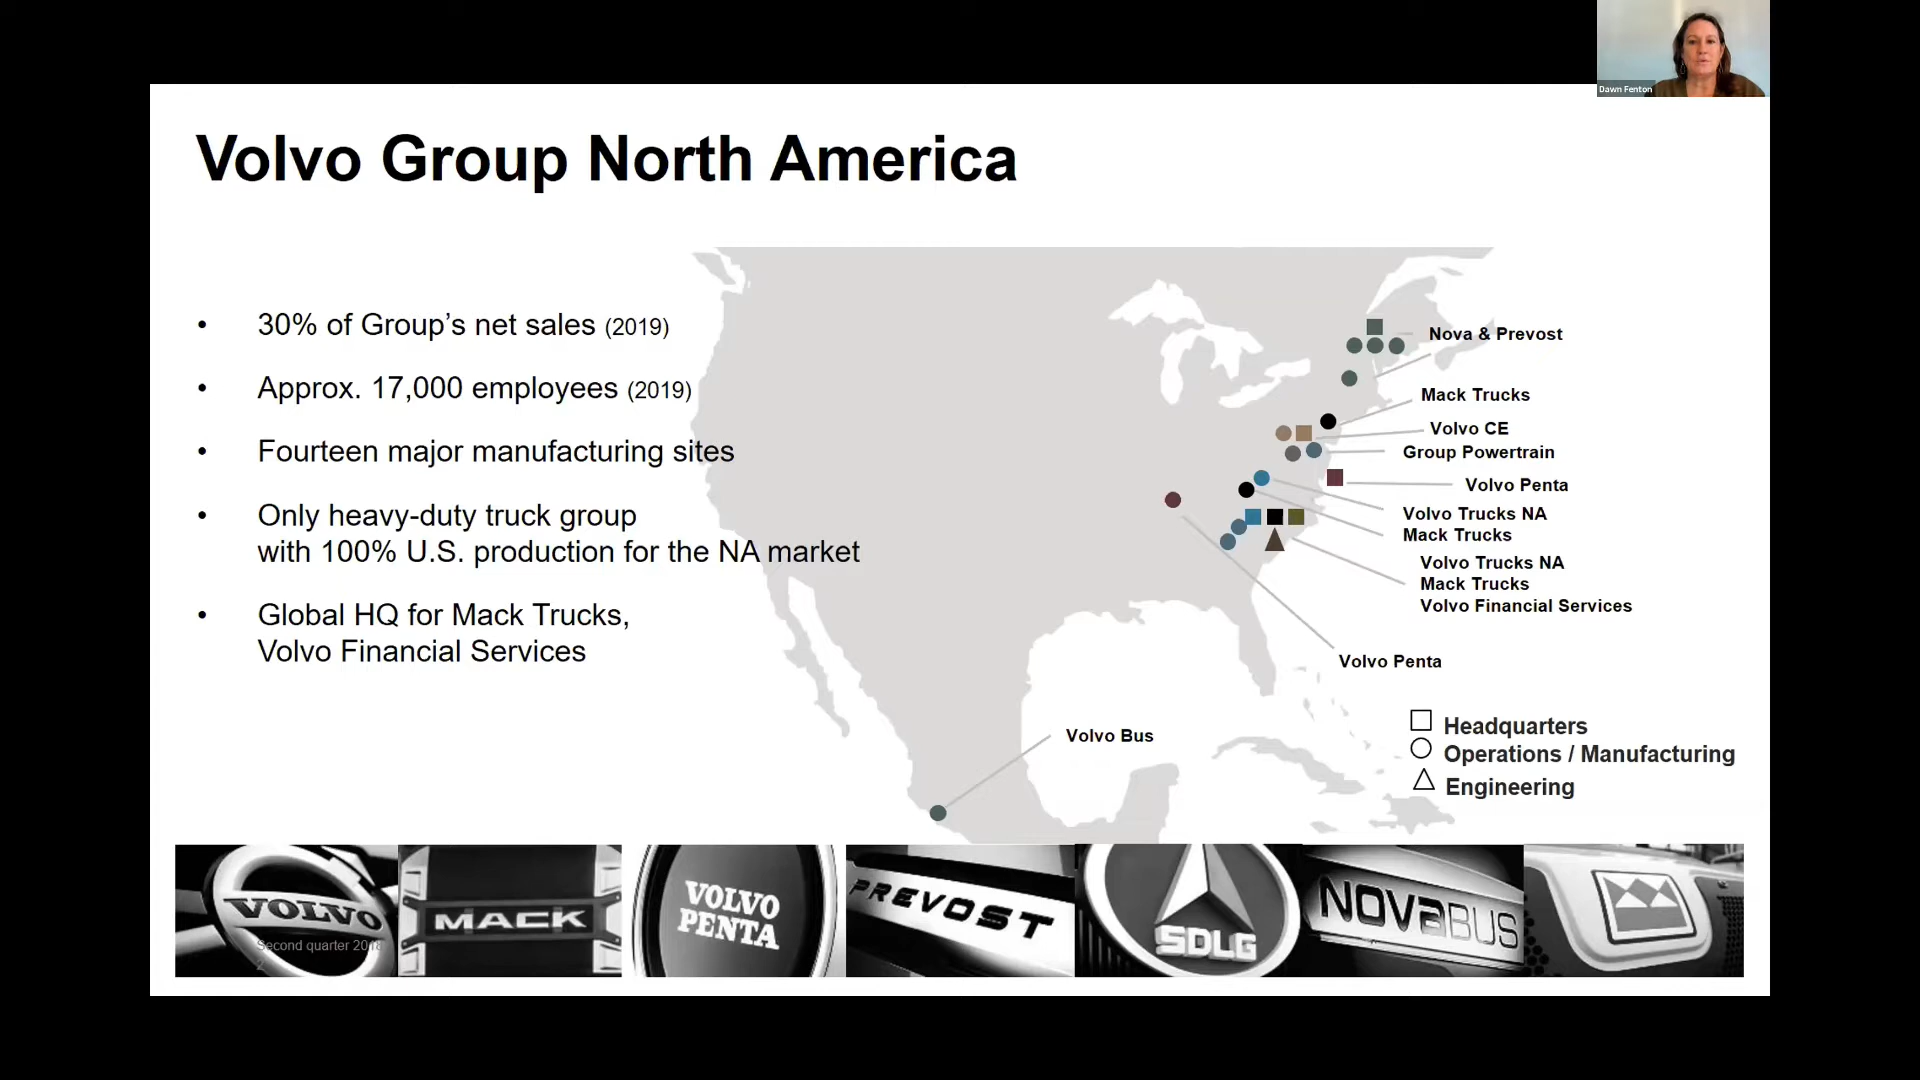 Dawn Fenton
Volvo Group North America
• 30% of Group’s net sales (2019)
• Approx. 17,000 employees (2019)
• Fourteen major manufacturing sites
• Only heavy-duty truck group
with 100% U.S. production for the NA market
• Global HQ for Mack Trucks,
Volvo Financial Services
Nova & Prevost
Mack Trucks
Volvo CE
Group Powertrain
Volvo Penta
Volvo Trucks NA
Mack Trucks
Volvo Trucks NA
Mack Trucks
Volvo Financial Services
Volvo Penta
Volvo Bus
Headquarters
Operations / Manufacturing
Engineering
VOLVO
MACK
VOLVO
PENTA
PREVOST
SDLG
NOVABUS
Second quarter 2018